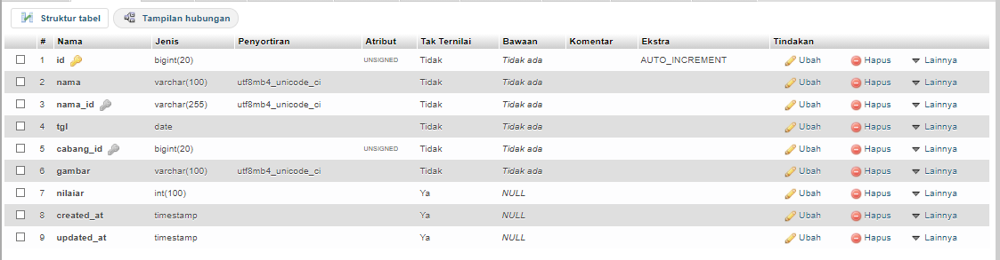 Struktur tabel Tampilan hubungan
# Nama Jenis Penyortiran Atribut Tak Ternilai Bawaan Komentar Ekstra Tindakan
1 id bigint(20) UNSIGNED Tidak Tidak ada AUTO_INCREMENT Ubah Hapus Lainnya
2 nama varchar(100) utf8mb4_unicode_ci Tidak Tidak ada Ubah Hapus Lainnya
3 nama_id varchar(255) utf8mb4_unicode_ci Tidak Tidak ada Ubah Hapus Lainnya
4 tgl date Tidak Tidak ada Ubah Hapus Lainnya
5 cabang_id bigint(20) UNSIGNED Tidak Tidak ada Ubah Hapus Lainnya
6 gambar varchar(100) utf8mb4_unicode_ci Tidak Tidak ada Ubah Hapus Lainnya
7 nilaiar int(100) Ya NULL Ubah Hapus Lainnya
8 created_at timestamp Ya NULL Ubah Hapus Lainnya
9 updated_at timestamp Ya NULL Ubah Hapus Lainnya